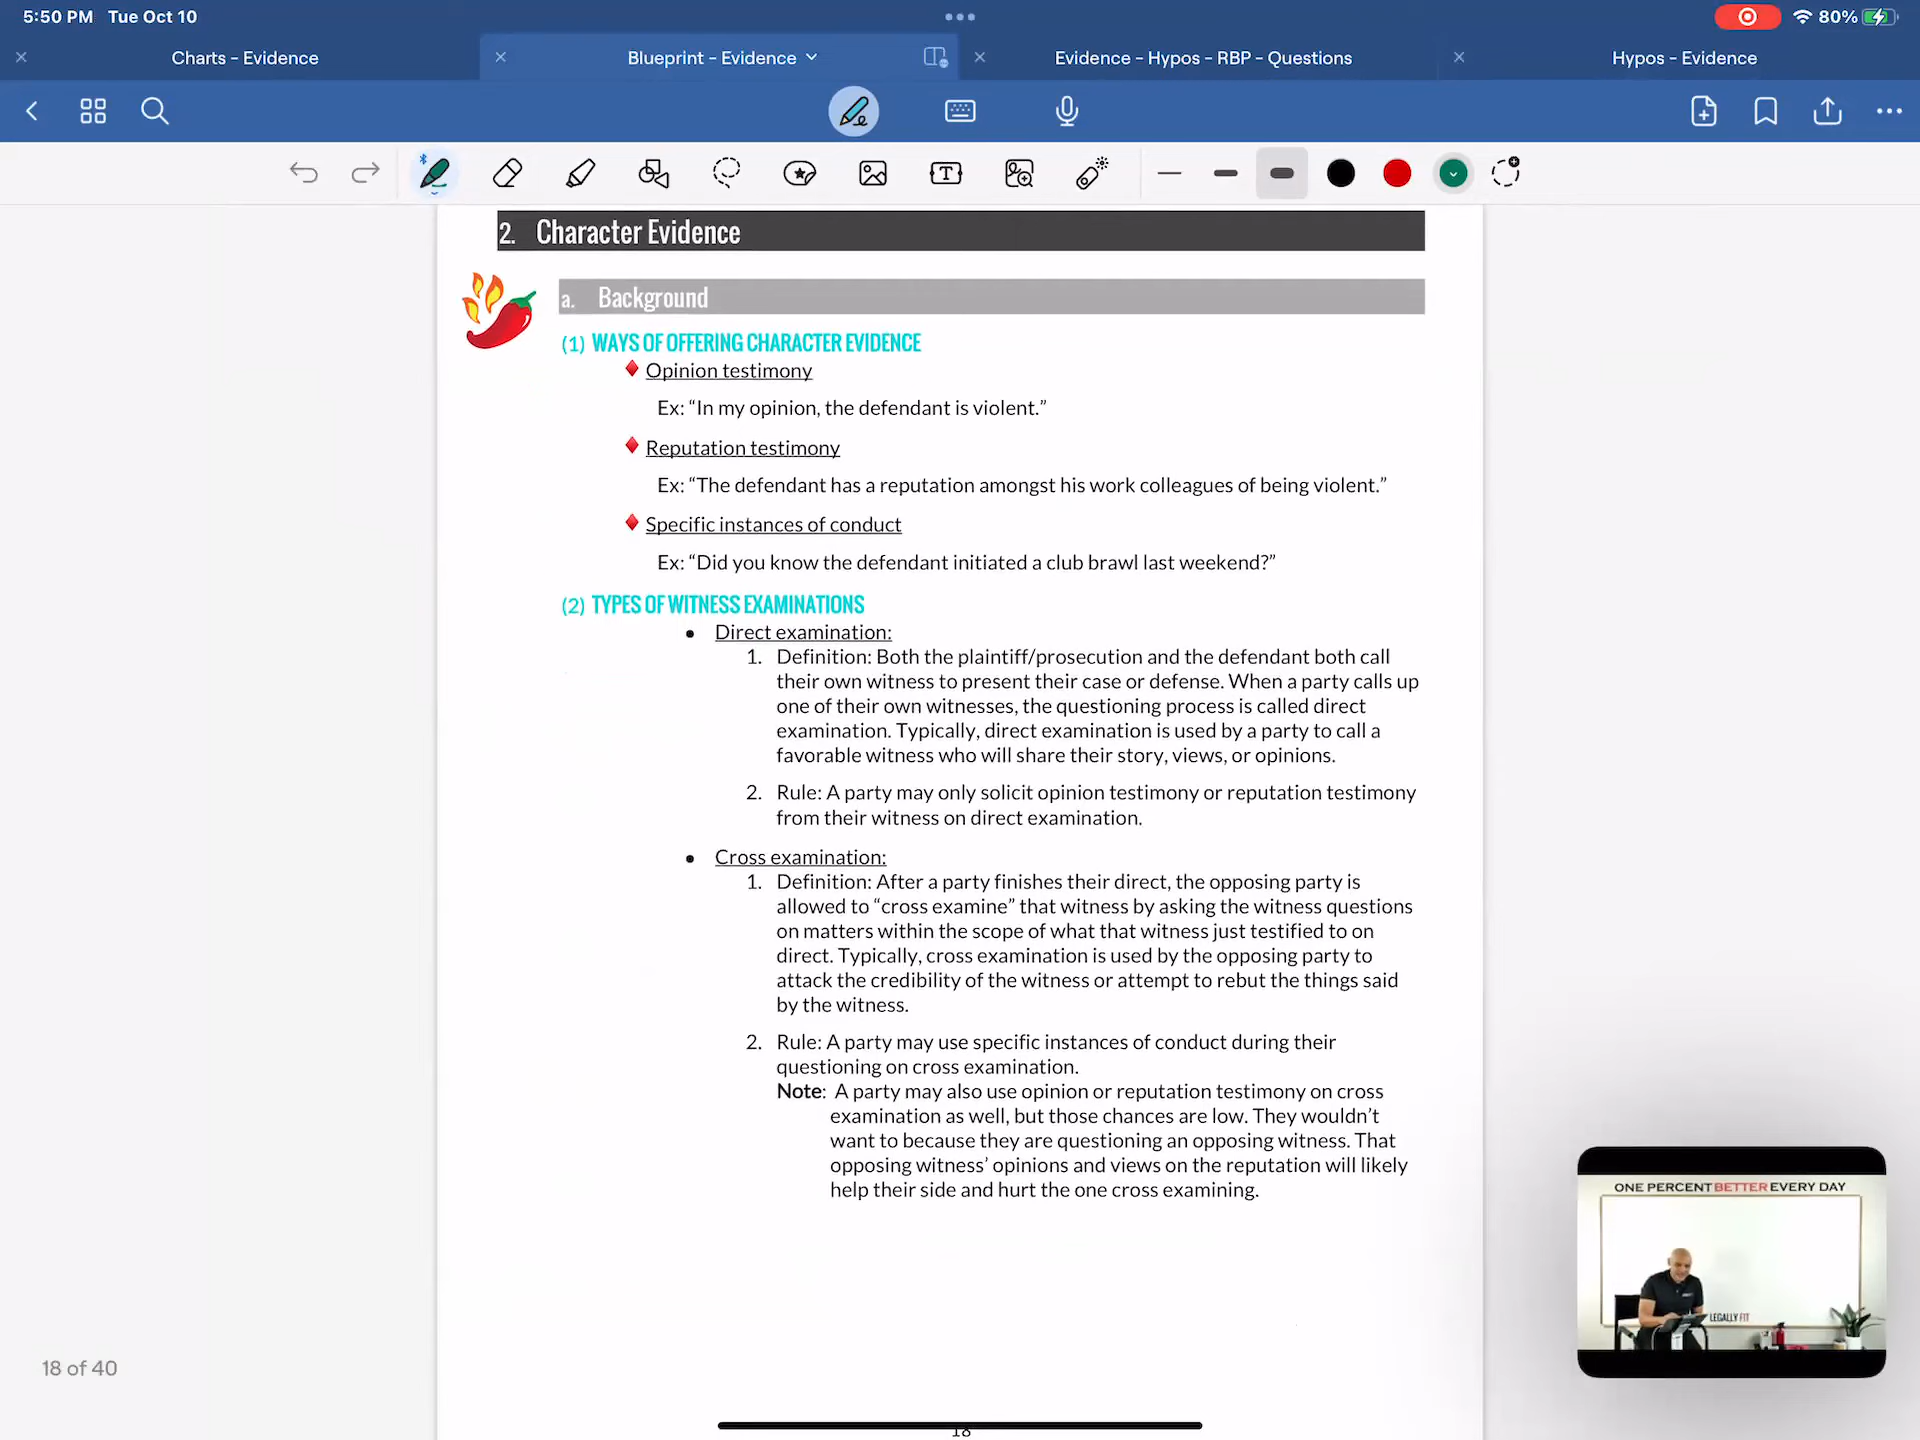 5:50 PM Tue Oct 10
80%
Charts - Evidence
Blueprint - Evidence
Evidence - Hypos - RBP - Questions
Hypos - Evidence
2. Character Evidence
a. Background
(1) WAYS OF OFFERING CHARACTER EVIDENCE
Opinion testimony
Ex: “In my opinion, the defendant is violent.”
Reputation testimony
Ex: “The defendant has a reputation amongst his work colleagues of being violent.”
Specific instances of conduct
Ex: “Did you know the defendant initiated a club brawl last weekend?”
(2) TYPES OF WITNESS EXAMINATIONS
• Direct examination:
1. Definition: Both the plaintiff/prosecution and the defendant both call
their own witness to present their case or defense. When a party calls up
one of their own witnesses, the questioning process is called direct
examination. Typically, direct examination is used by a party to call a
favorable witness who will share their story, views, or opinions.
2. Rule: A party may only solicit opinion testimony or reputation testimony
from their witness on direct examination.
• Cross examination:
1. Definition: After a party finishes their direct, the opposing party is
allowed to “cross examine” that witness by asking the witness questions
on matters within the scope of what that witness just testified to on
direct. Typically, cross examination is used by the opposing party to
attack the credibility of the witness or attempt to rebut the things said
by the witness.
2. Rule: A party may use specific instances of conduct during their
questioning on cross examination.
Note: A party may also use opinion or reputation testimony on cross
examination as well, but those chances are low. They wouldn’t
want to because they are questioning an opposing witness. That
opposing witness’ opinions and views on the reputation will likely
help their side and hurt the one cross examining.
ONE PERCENT BETTER EVERY DAY
LEGALLY FIT
18 of 40
18